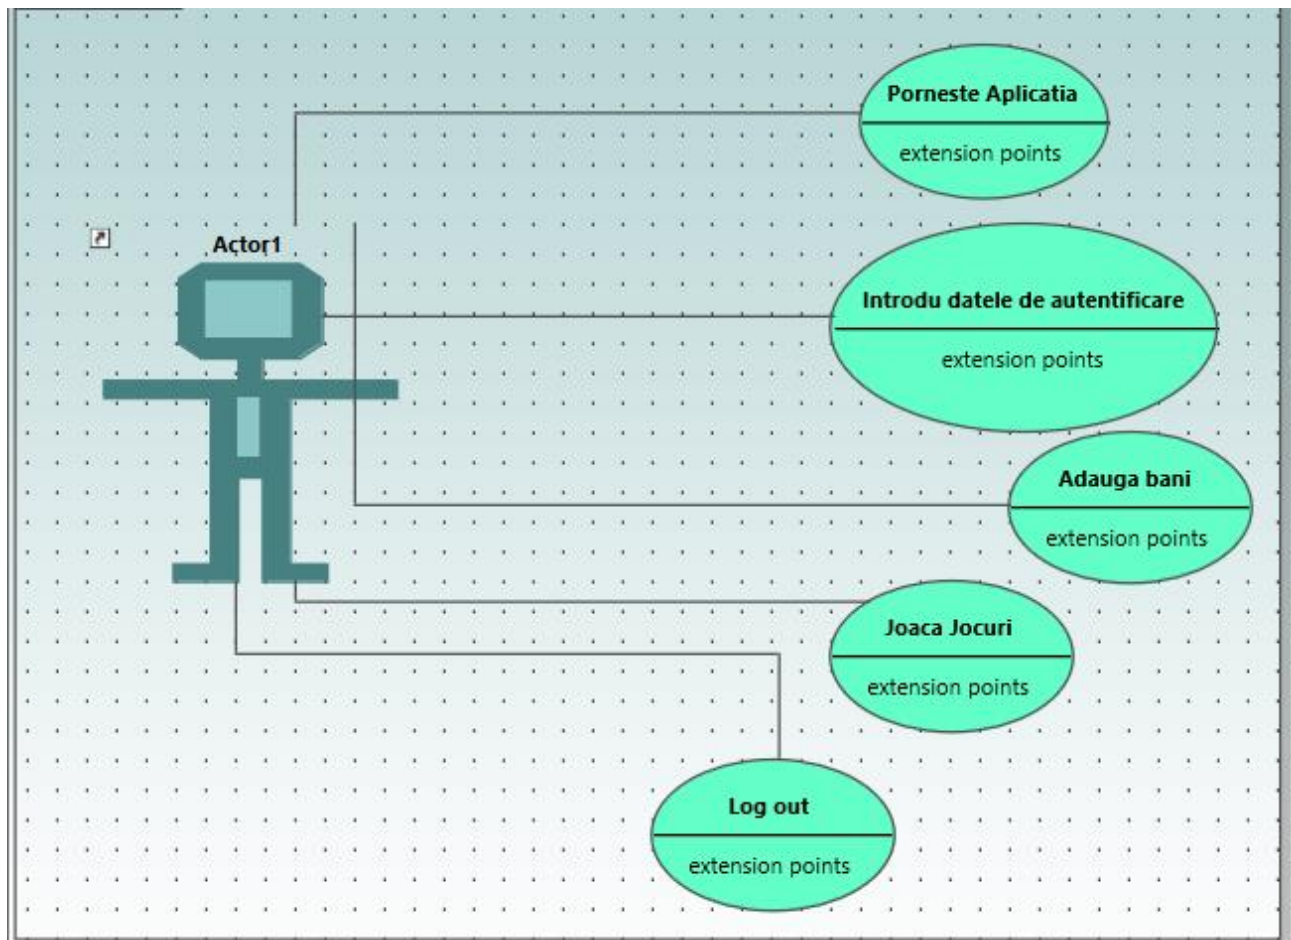 Porneste Aplicatia
extension points
Actor1
Introdu datele de autentificare
extension points
Adauga bani
extension points
Joaca Jocuri
extension points
Log out
extension points